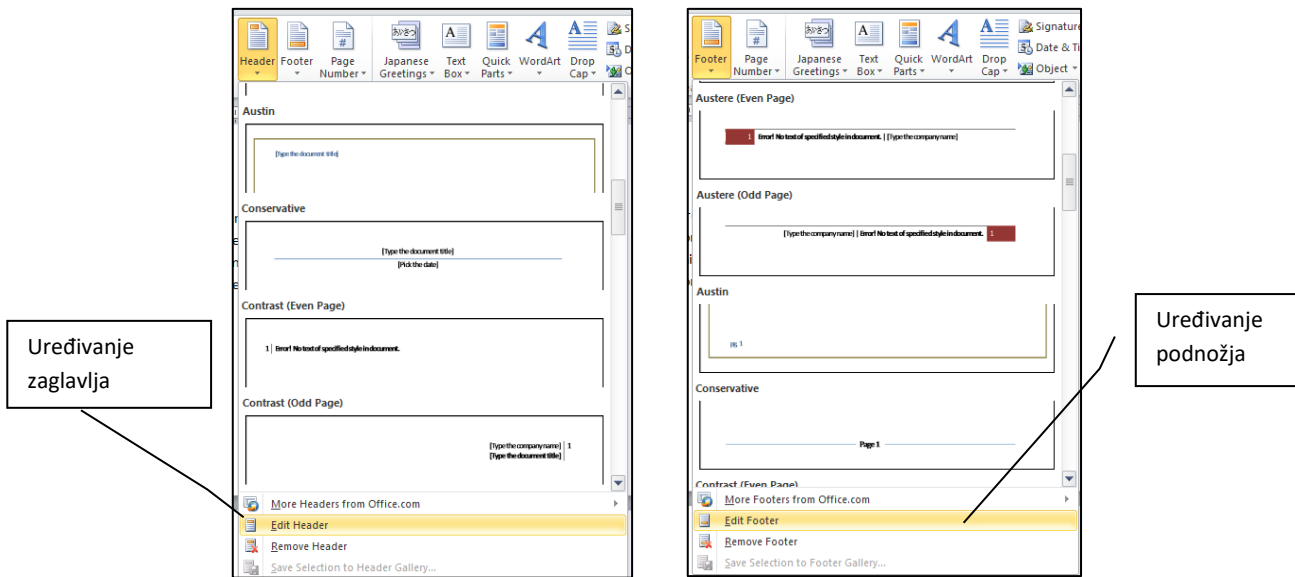 Header Footer Page Number Japanese Greetings Text Box Quick Parts WordArt Drop Cap
Austin
[Type the document title]
Conservative
[Type the document title]
[Pick the date]
Contrast (Even Page)
1 Error! No text of specified style in document.
Contrast (Odd Page)
[Type the company name] 1
[Type the document title]
More Headers from Office.com
Edit Header
Remove Header
Save Selection to Header Gallery...
Uređivanje
zaglavlja
Footer Page Number Japanese Greetings Text Box Quick Parts WordArt Drop Cap
Signature
Date & Ti
Object
Austere (Even Page)
1 Error! No text of specified style in document. | [Type the company name]
Austere (Odd Page)
[Type the company name] | Error! No text of specified style in document. 1
Austin
pg. 1
Conservative
Page 1
Contrast (Even Page)
More Footers from Office.com
Edit Footer
Remove Footer
Save Selection to Footer Gallery...
Uređivanje
podnožja